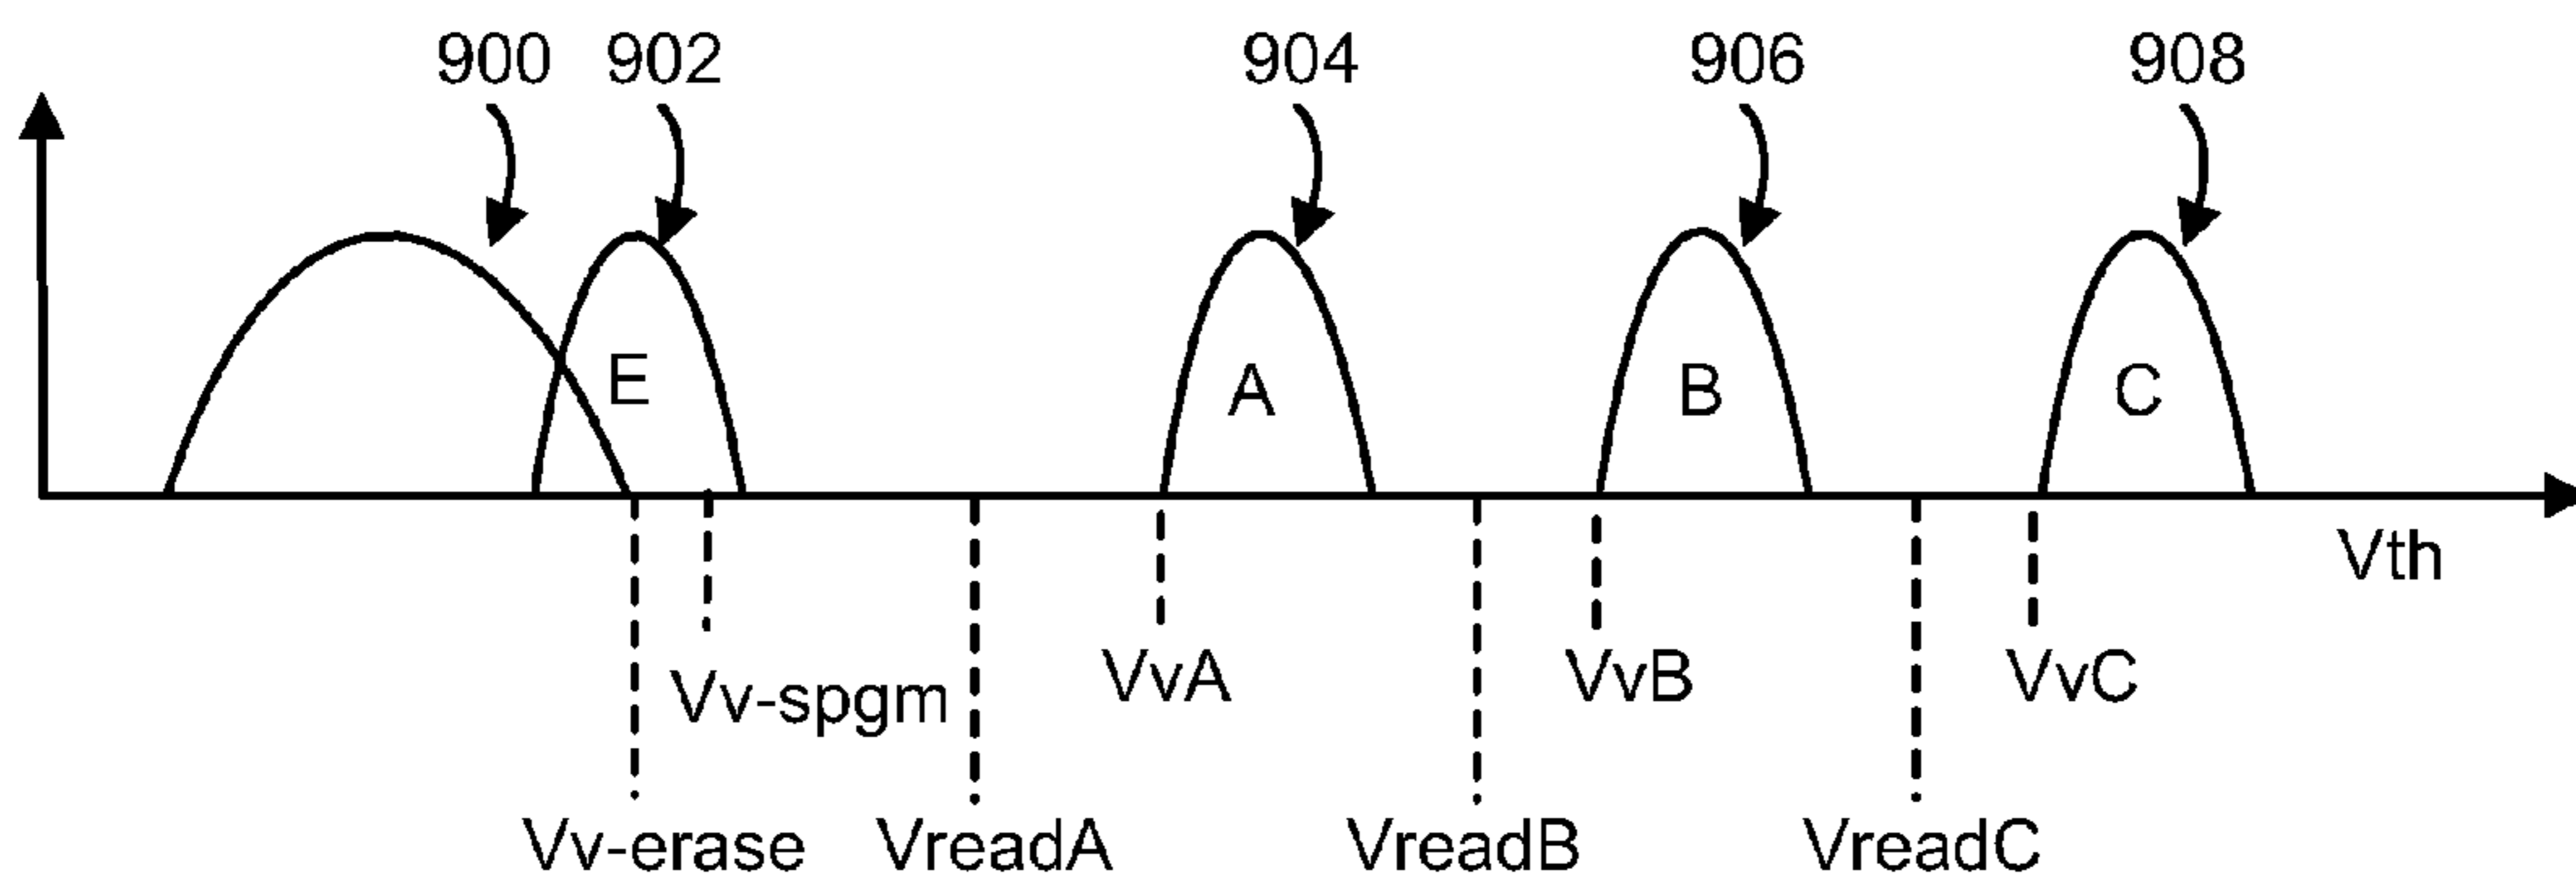 900 902 904 906 908
E A B C
Vth
Vv-spgm VvA VvB VvC
Vv-erase VreadA VreadB VreadC